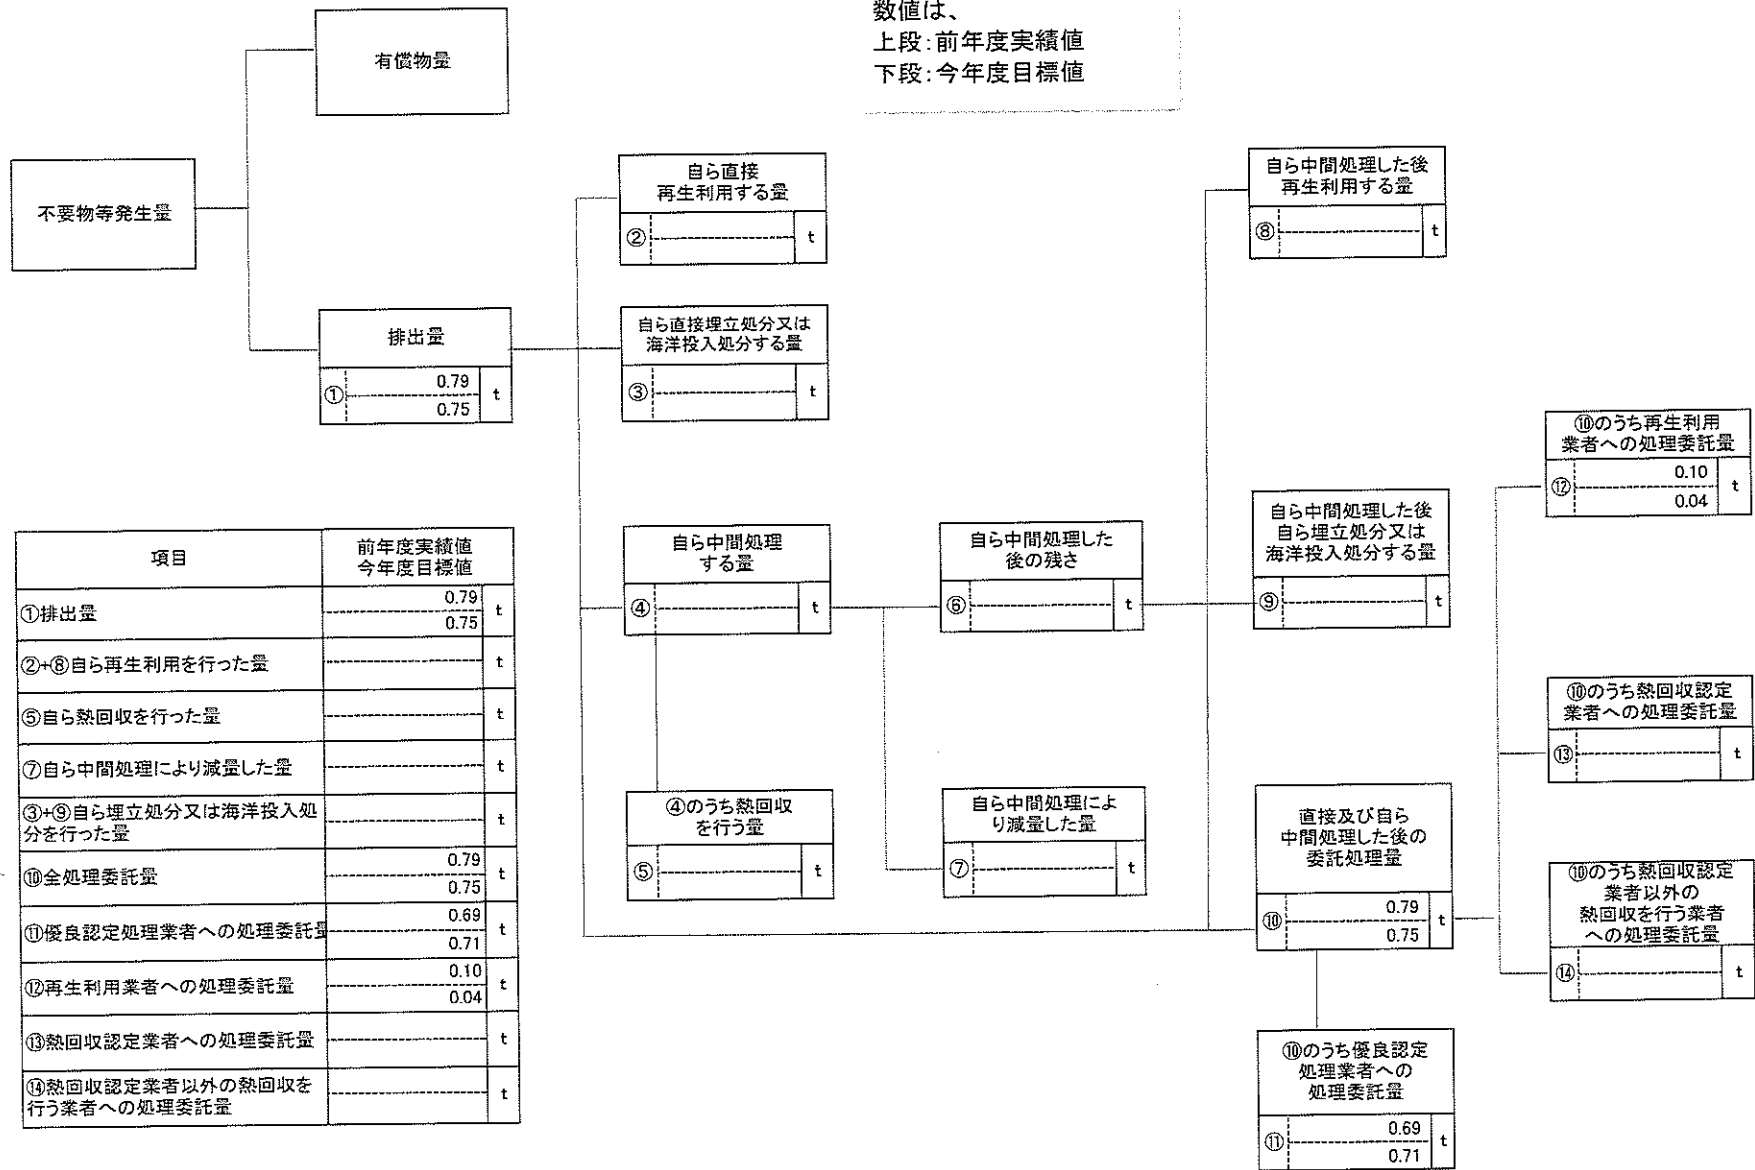 数値は、
上段:前年度実績値
下段:今年度目標値
有償物量
不要物等発生量
排出量
① 0.79 t
0.75
自ら直接
再生利用する量
② t
自ら直接埋立処分又は
海洋投入処分する量
③ t
自ら中間処理
する量
④ t
④のうち熱回収
を行う量
⑤ t
自ら中間処理した
後の残さ
⑥ t
自ら中間処理によ
り減量した量
⑦ t
自ら中間処理した後
再生利用する量
⑧ t
自ら中間処理した後
自ら埋立処分又は
海洋投入処分する量
⑨ t
直接及び自ら
中間処理した後の
委託処理量
⑩ 0.79 t
0.75
⑩のうち優良認定
処理業者への
処理委託量
⑪ 0.69 t
0.71
⑩のうち再生利用
業者への処理委託量
⑫ 0.10 t
0.04
⑩のうち熱回収認定
業者への処理委託量
⑬ t
⑩のうち熱回収認定
業者以外の
熱回収を行う業者
への処理委託量
⑭ t
項目 前年度実績値
今年度目標値
①排出量 0.79 t
0.75
②+⑧自ら再生利用を行った量 t
⑤自ら熱回収を行った量 t
⑦自ら中間処理により減量した量 t
③+⑨自ら埋立処分又は海洋投入処
分を行った量 t
⑩全処理委託量 0.79 t
0.75
⑪優良認定処理業者への処理委託量 0.69 t
0.71
⑫再生利用業者への処理委託量 0.10 t
0.04
⑬熱回収認定業者への処理委託量 t
⑭熱回収認定業者以外の熱回収を
行う業者への処理委託量 t